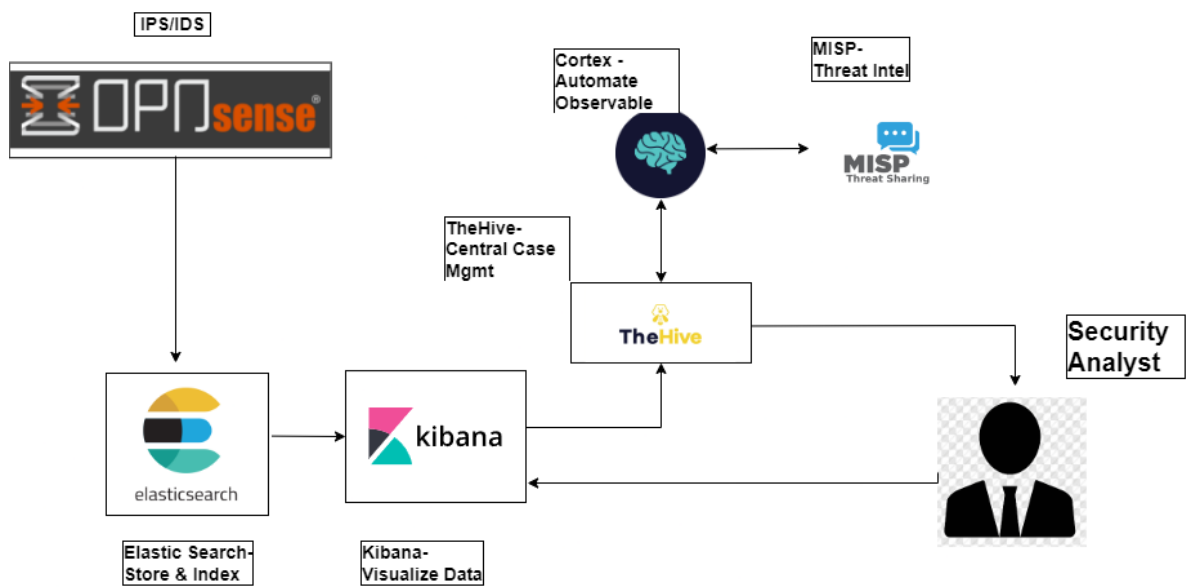 IPS/IDS
OPNsense®
Cortex -
Automate
Observable
MISP-
Threat Intel
MISP
Threat Sharing
TheHive-
Central Case
Mgmt
TheHive
Security
Analyst
elasticsearch
kibana
Elastic Search-
Store & Index
Kibana-
Visualize Data